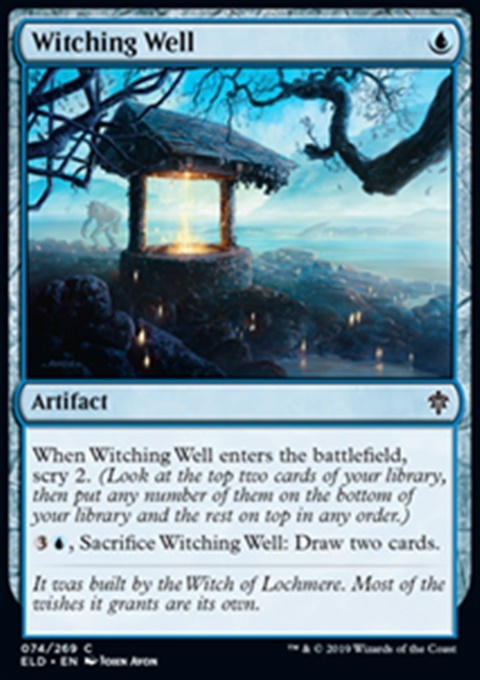 Witching Well
Artifact
When Witching Well enters the battlefield,
scry 2. (Look at the top two cards of your library,
then put any number of them on the bottom of
your library and the rest on top in any order.)
3, Sacrifice Witching Well: Draw two cards.
It was built by the Witch of Lochmere. Most of the
wishes it grants are its own.
074/269 C
ELD • EN John Avon
™ & © 2019 Wizards of the Coast